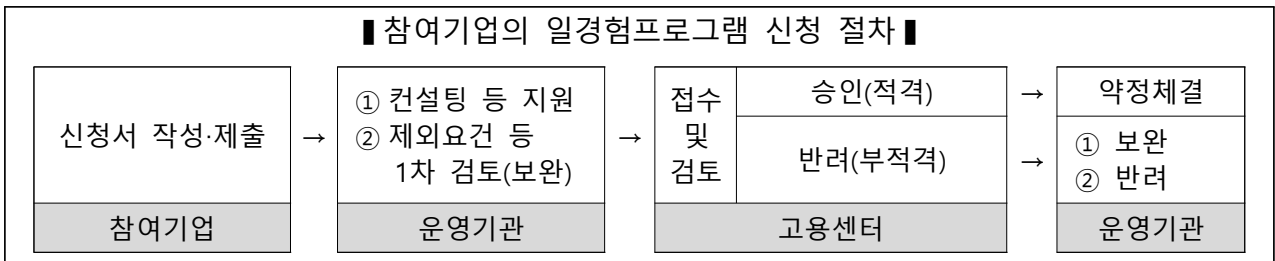 ▮참여기업의 일경험프로그램 신청 절차▮
신청서 작성·제출
→
① 컨설팅 등 지원
② 제외요건 등
1차 검토(보완)
→
접수
및
검토
승인(적격)
→
약정체결
반려(부적격)
→
① 보완
② 반려
참여기업
운영기관
고용센터
운영기관